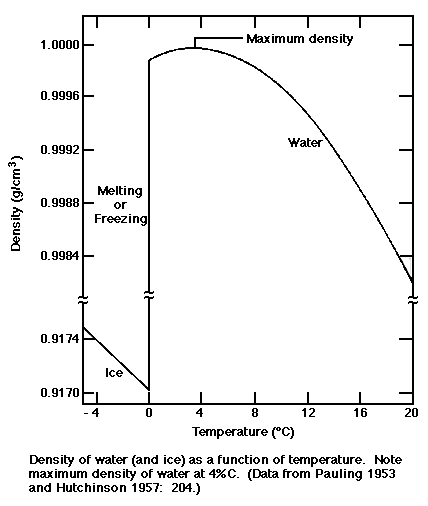 Maximum density
1.0000
0.9996
0.9992
0.9988
0.9984
0.9174
0.9170
Density (g/cm³)
Water
Melting
or
Freezing
Ice
- 4
0
4
8
12
16
20
Temperature (°C)
Density of water (and ice) as a function of temperature. Note
maximum density of water at 4%C. (Data from Pauling 1953
and Hutchinson 1957: 204.)